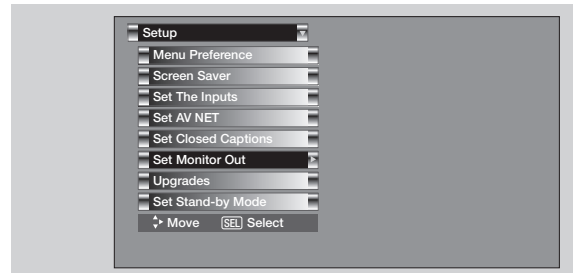 Setup
Menu Preference
Screen Saver
Set The Inputs
Set AV NET
Set Closed Captions
Set Monitor Out
Upgrades
Set Stand-by Mode
Move SEL Select